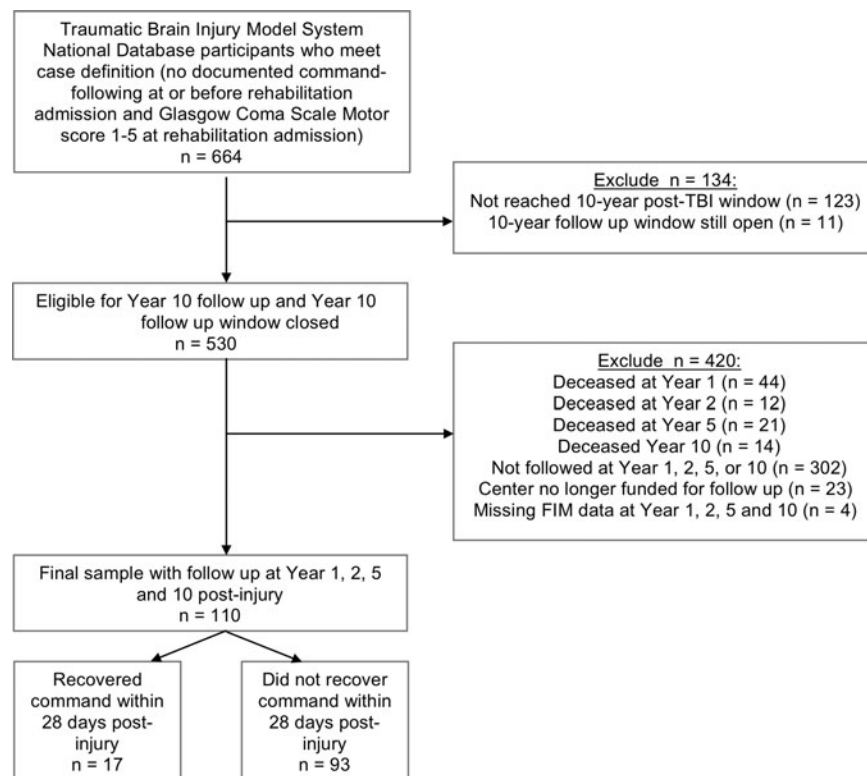 Traumatic Brain Injury Model System
National Database participants who meet
case definition (no documented command-
following at or before rehabilitation
admission and Glasgow Coma Scale Motor
score 1-5 at rehabilitation admission)
n = 664
Exclude n = 134:
Not reached 10-year post-TBI window (n = 123)
10-year follow up window still open (n = 11)
Eligible for Year 10 follow up and Year 10
follow up window closed
n = 530
Exclude n = 420:
Deceased at Year 1 (n = 44)
Deceased at Year 2 (n = 12)
Deceased at Year 5 (n = 21)
Deceased Year 10 (n = 14)
Not followed at Year 1, 2, 5, or 10 (n = 302)
Center no longer funded for follow up (n = 23)
Missing FIM data at Year 1, 2, 5 and 10 (n = 4)
Final sample with follow up at Year 1, 2, 5
and 10 post-injury
n = 110
Recovered
command within
28 days post-
injury
n = 17
Did not recover
command within
28 days post-
injury
n = 93